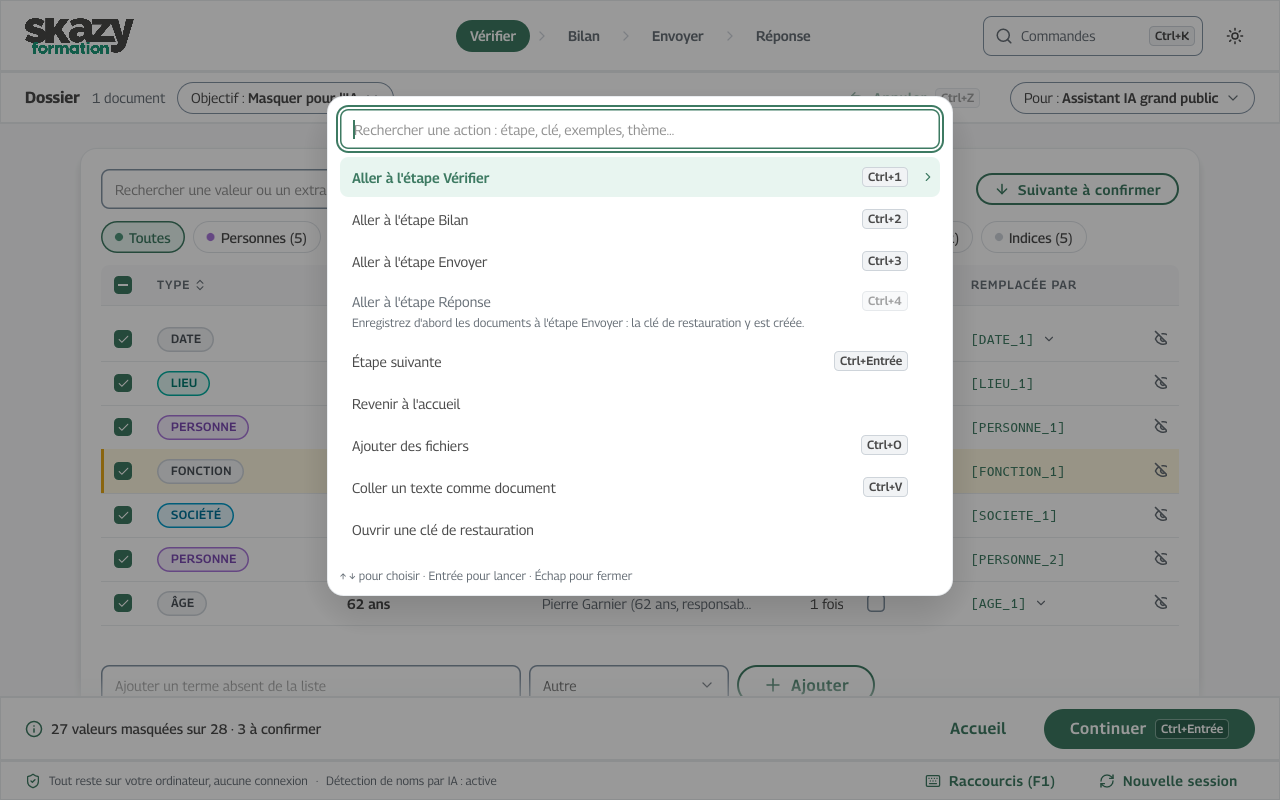 skazy
formation
Vérifier
Bilan
Envoyer
Réponse
Commandes
Ctrl+K
Dossier
1 document
Objectif : Masquer pour l'IA
Annuler
Ctrl+Z
Pour : Assistant IA grand public
Rechercher une action : étape, clé, exemples, thème...
Aller à l'étape Vérifier
Ctrl+1
Aller à l'étape Bilan
Ctrl+2
Aller à l'étape Envoyer
Ctrl+3
Aller à l'étape Réponse
Ctrl+4
Enregistrez d'abord les documents à l'étape Envoyer : la clé de restauration y est créée.
Étape suivante
Ctrl+Entrée
Revenir à l'accueil
Ajouter des fichiers
Ctrl+O
Coller un texte comme document
Ctrl+V
Ouvrir une clé de restauration
↑ ↓ pour choisir · Entrée pour lancer · Échap pour fermer
Rechercher une valeur ou un extra
Suivante à confirmer
Toutes
Personnes (5)
Indices (5)
TYPE
REMPLACÉE PAR
DATE
[DATE_1]
LIEU
[LIEU_1]
PERSONNE
[PERSONNE_1]
FONCTION
[FONCTION_1]
SOCIÉTÉ
[SOCIETE_1]
PERSONNE
[PERSONNE_2]
ÂGE
62 ans
Pierre Garnier (62 ans, responsab...
1 fois
[AGE_1]
Ajouter un terme absent de la liste
Autre
Ajouter
27 valeurs masquées sur 28 · 3 à confirmer
Accueil
Continuer
Ctrl+Entrée
Tout reste sur votre ordinateur, aucune connexion · Détection de noms par IA : active
Raccourcis (F1)
Nouvelle session